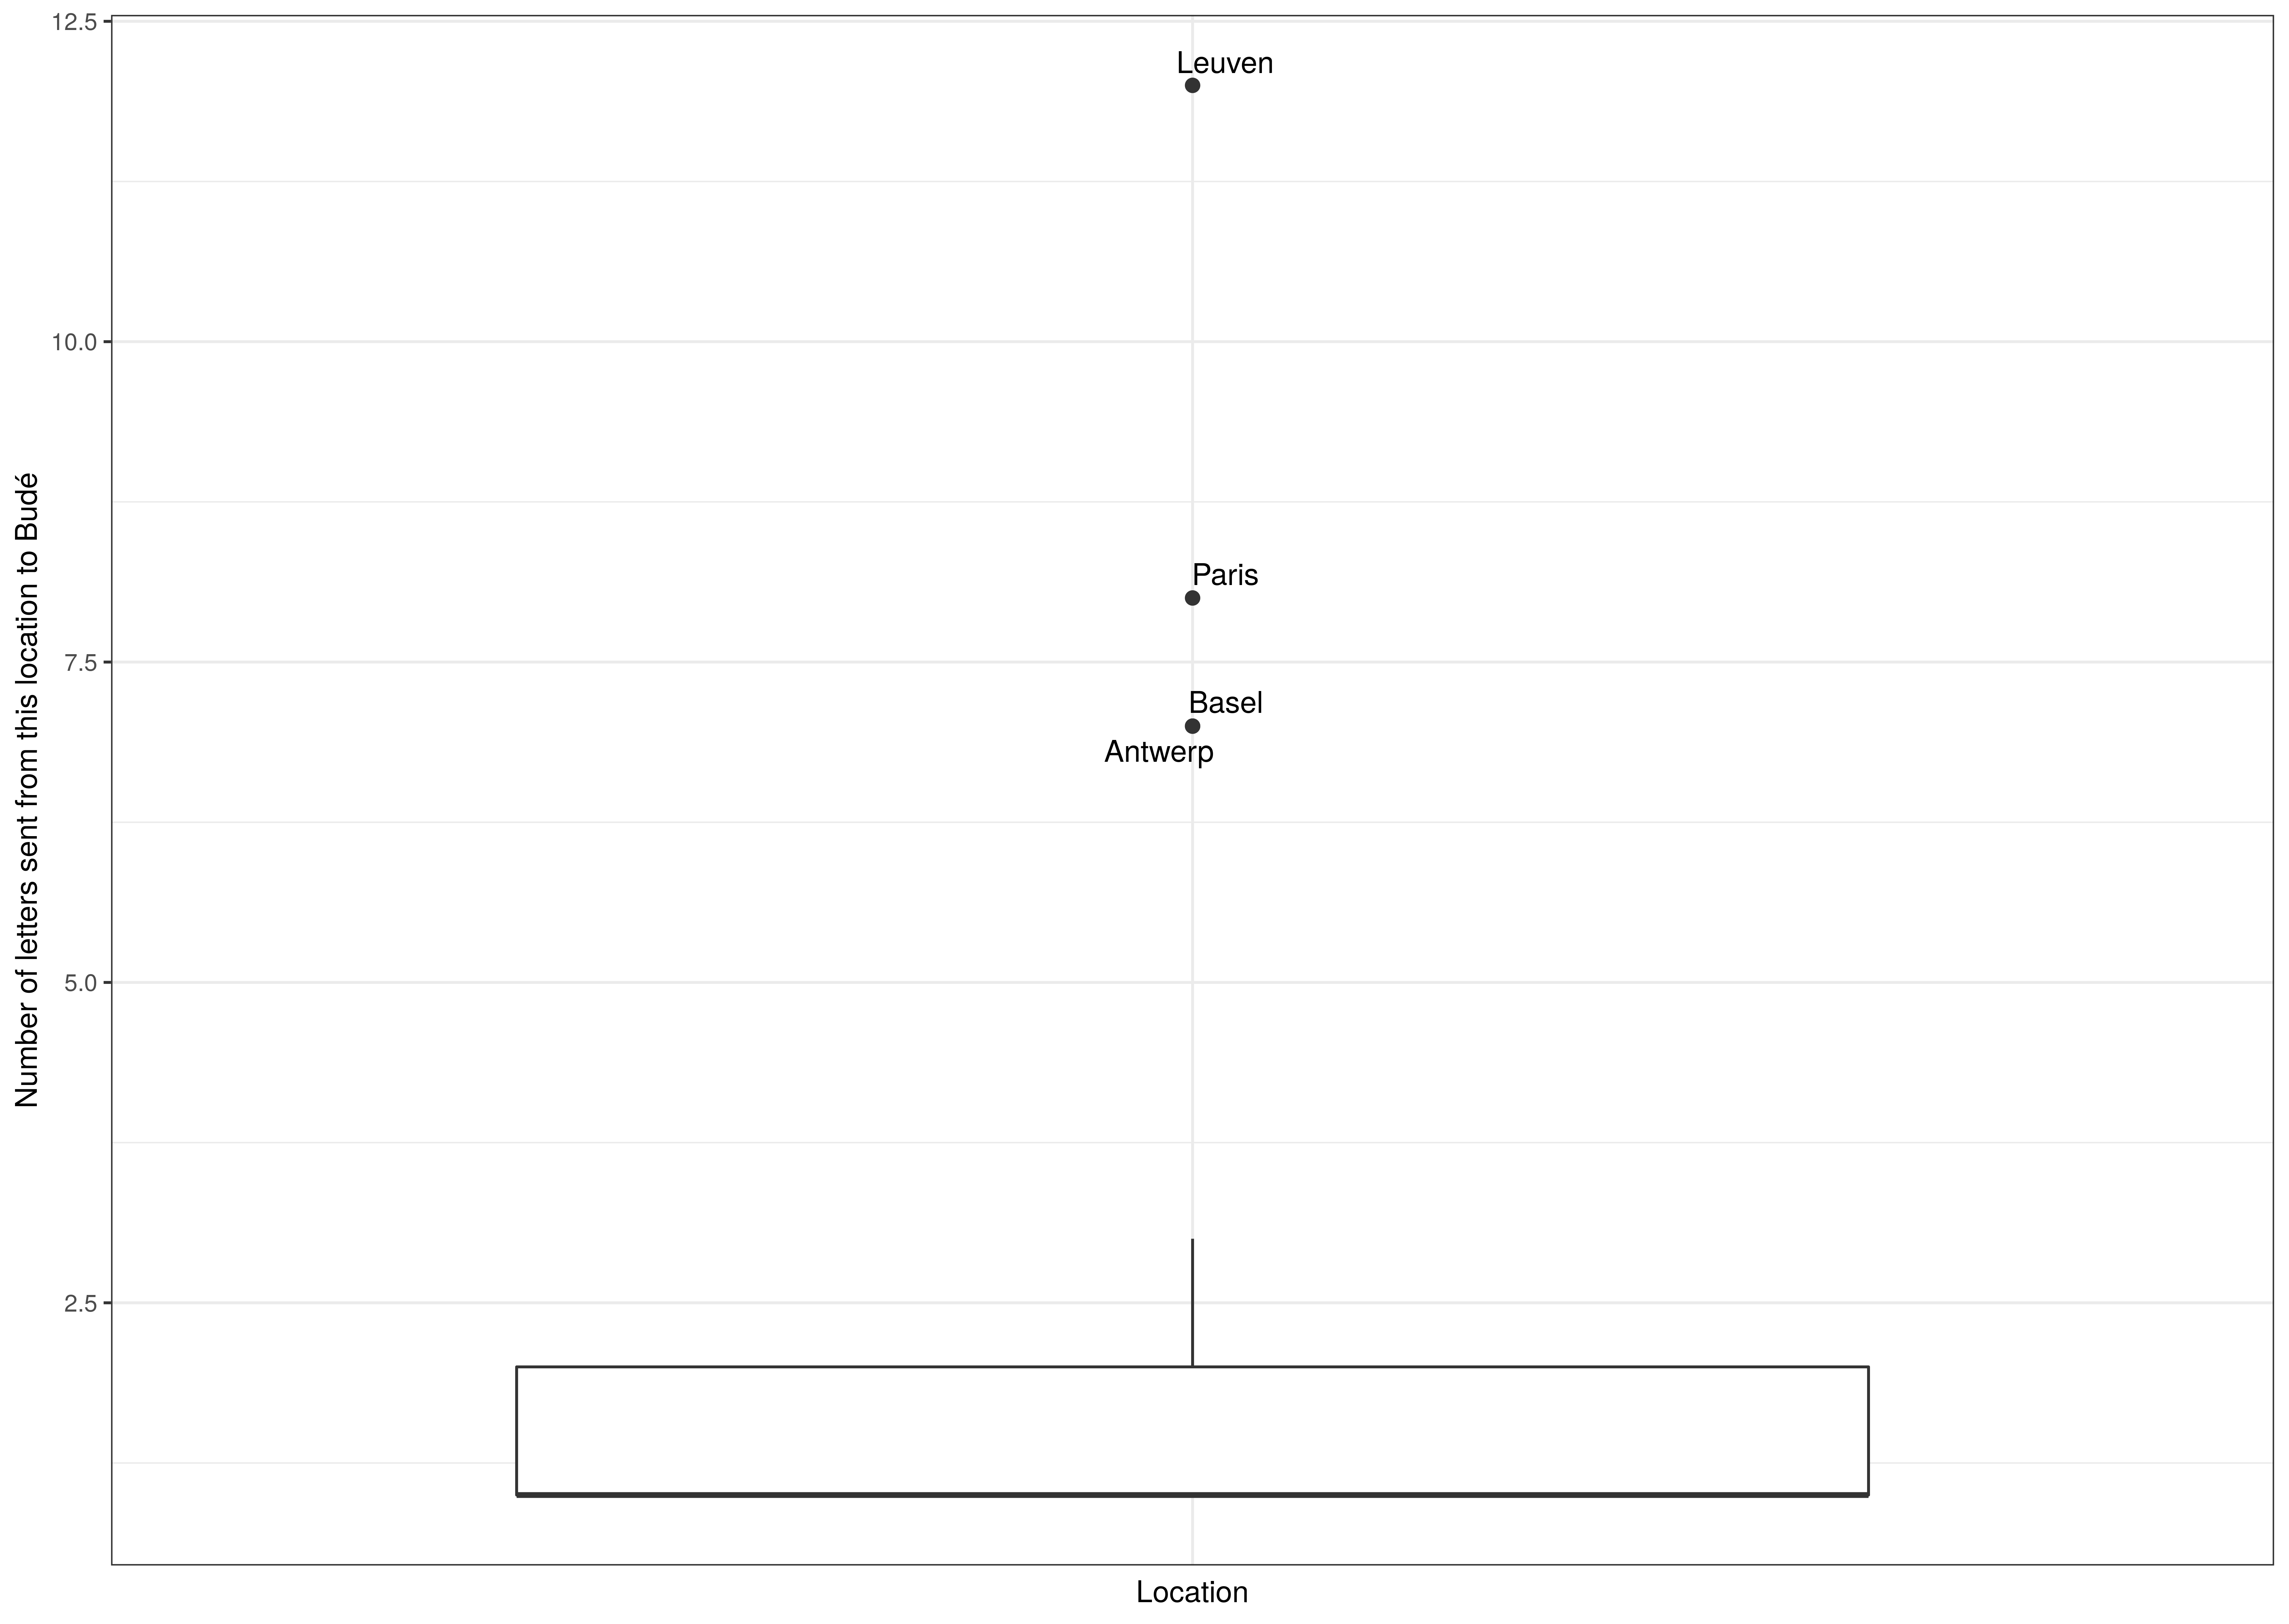 12.5
Leuven
10.0
Paris
7.5
Basel
Antwerp
5.0
2.5
Number of letters sent from this location to Budé
Location